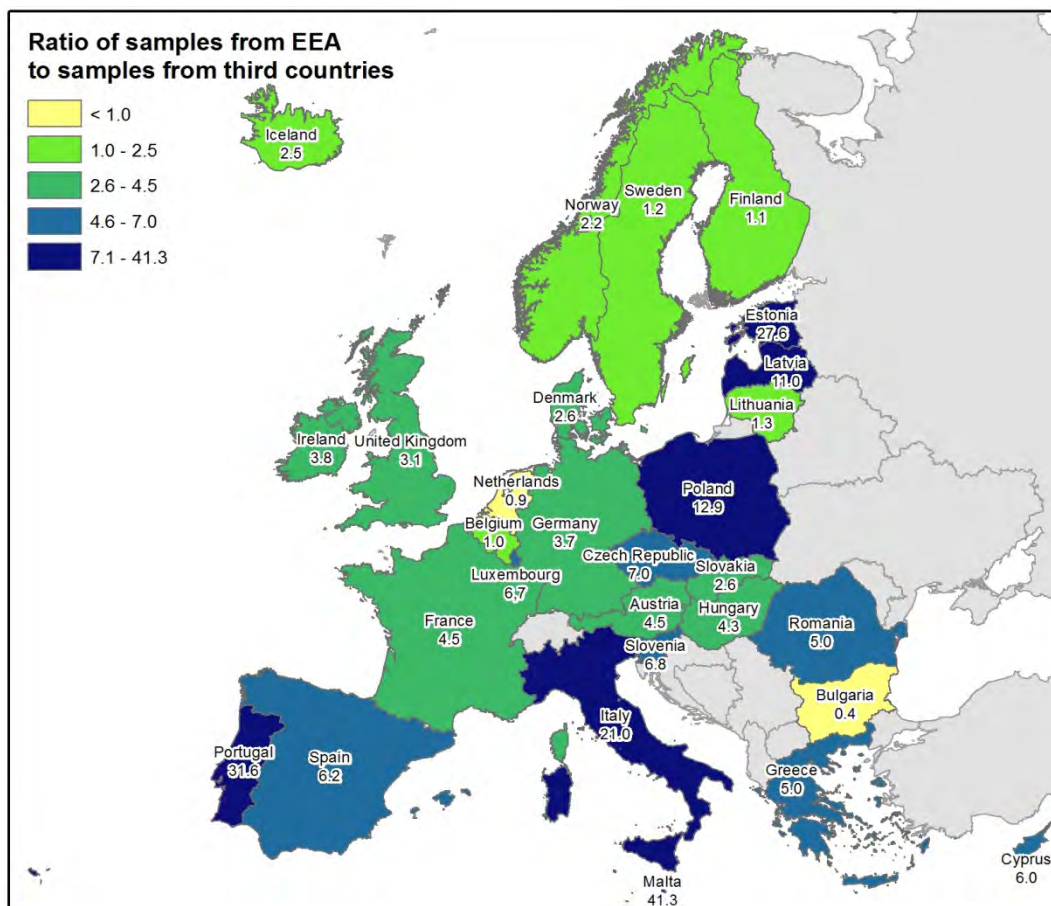 Ratio of samples from EEA
to samples from third countries
< 1.0
1.0 - 2.5
2.6 - 4.5
4.6 - 7.0
7.1 - 41.3
Iceland
2.5
Norway
2.2
Sweden
1.2
Finland
1.1
Estonia
27.6
Latvia
11.0
Lithuania
1.3
Denmark
2.6
Ireland
3.8
United Kingdom
3.1
Netherlands
0.9
Belgium
1.0
Germany
3.7
Poland
12.9
Czech Republic
7.0
Slovakia
2.6
Luxembourg
6,7
Austria
4.5
Hungary
4.3
France
4.5
Slovenia
6.8
Romania
5.0
Bulgaria
0.4
Italy
21.0
Portugal
31.6
Spain
6.2
Greece
5.0
Cyprus
6.0
Malta
41.3